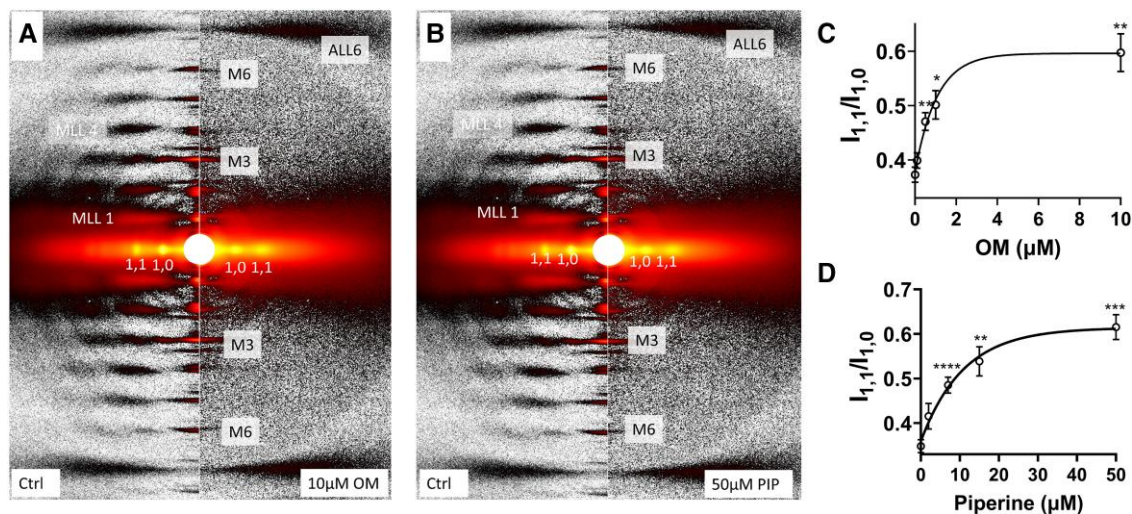 A
ALL6
M6
MLL 4
M3
MLL 1
1,1 1,0
1,0 1,1
M3
M6
Ctrl
10µM OM
B
ALL6
M6
MLL 4
M3
MLL 1
1,1 1,0
1,0 1,1
M3
M6
Ctrl
50µM PIP
C
I1,1/I1,0
0.6
0.5
0.4
**
*
**
0 2 4 6 8 10
OM (µM)
D
I1,1/I1,0
0.6
0.5
0.4
****
**
***
0 10 20 30 40 50
Piperine (µM)